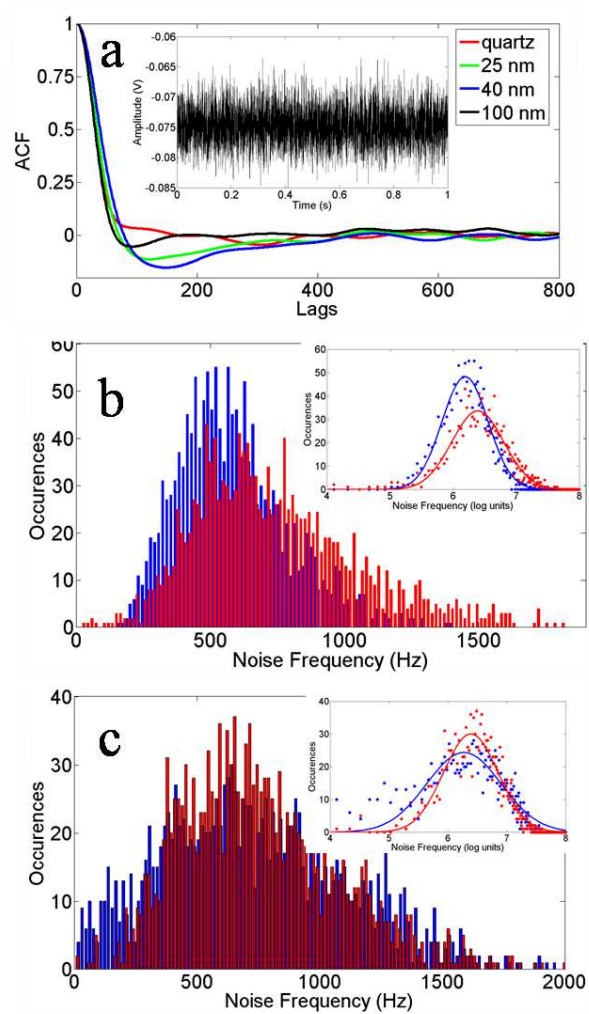 a
-0.06
-0.07
-0.075
-0.08
-0.085
Amplitude (V)
0 0.2 0.4 0.6 0.8 1
Time (s)
quartz
25 nm
40 nm
100 nm
1
0.75
0.5
0.25
0
ACF
0 200 400 600 800
Lags
b
60
50
40
30
20
10
0
Occurences
0 500 1000 1500
Noise Frequency (Hz)
60
50
40
30
20
10
0
Occurences
4 5 6 7 8
Noise Frequency (log units)
c
40
30
20
10
0
Occurences
0 500 1000 1500 2000
Noise Frequency (Hz)
40
30
20
10
0
Occurences
4 5 6 7 8
Noise Frequency (log units)